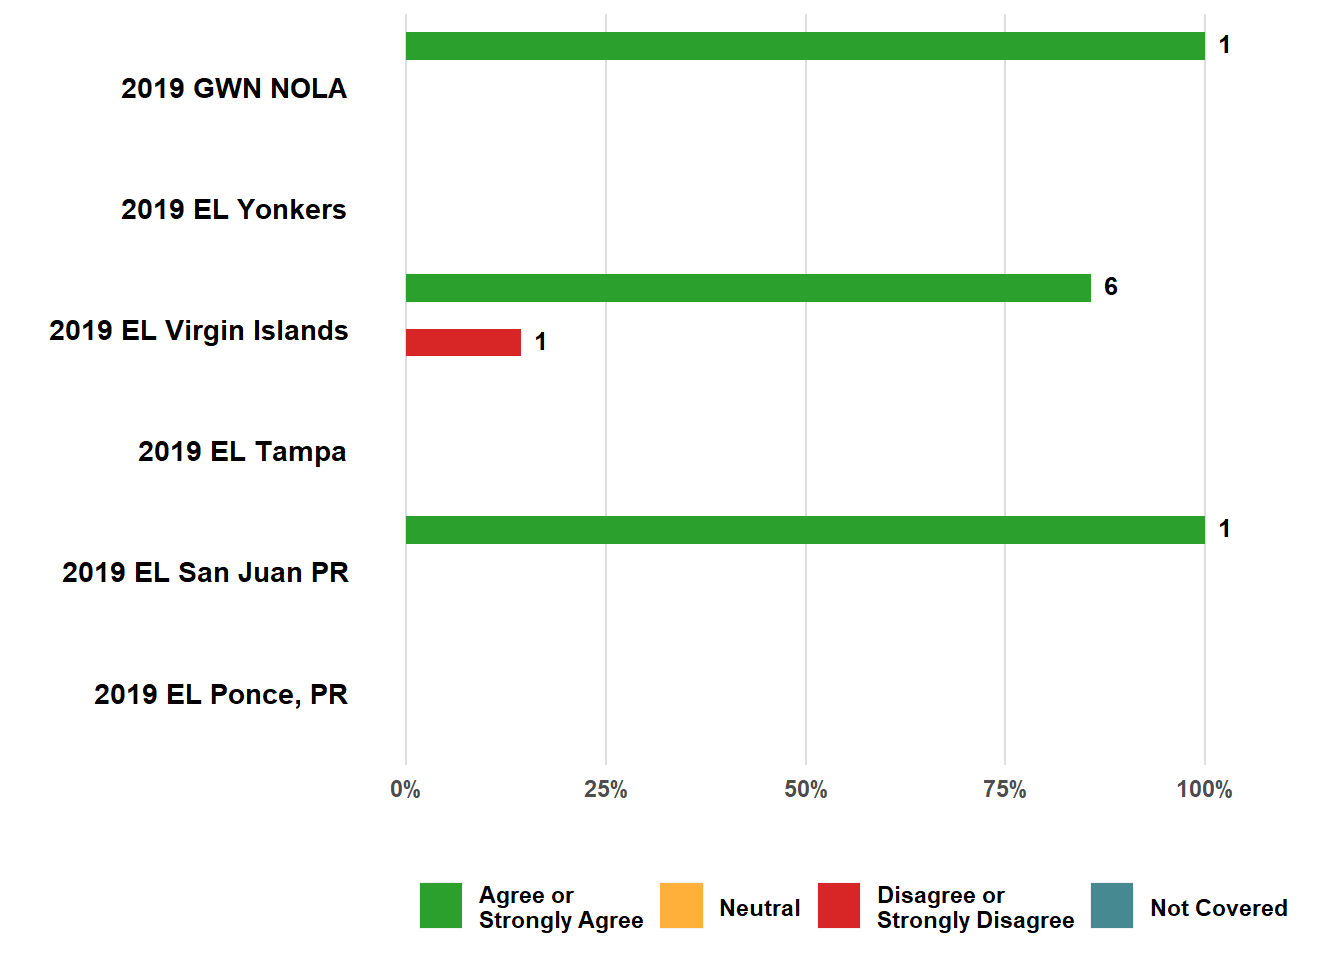 1
2019 GWN NOLA
2019 EL Yonkers
6
2019 EL Virgin Islands
1
2019 EL Tampa
1
2019 EL San Juan PR
2019 EL Ponce, PR
0% 25% 50% 75% 100%
Agree or
Strongly Agree
Neutral
Disagree or
Strongly Disagree
Not Covered